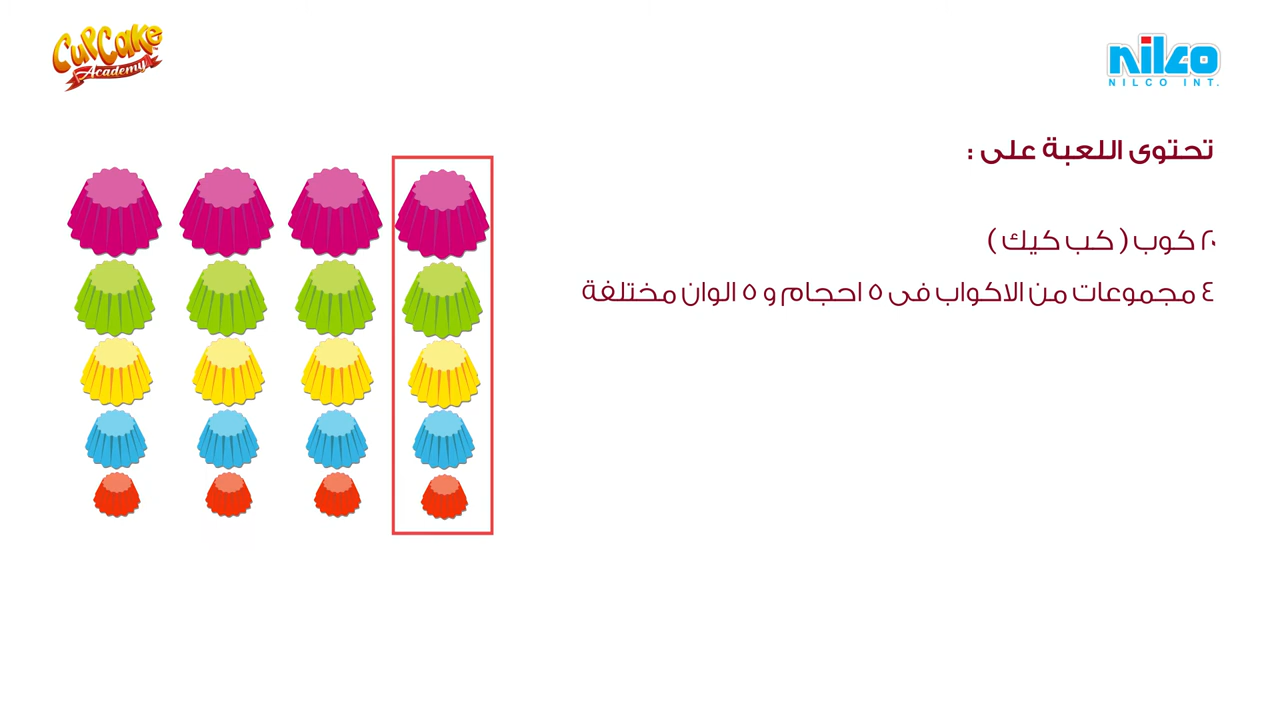 CupCake
Academy
nilco
NILCO INT.
تحتوى اللعبة على :
٢٠ كوب ( كب كيك )
٤ مجموعات من الاكواب فى ٥ احجام و ٥ الوان مختلفة